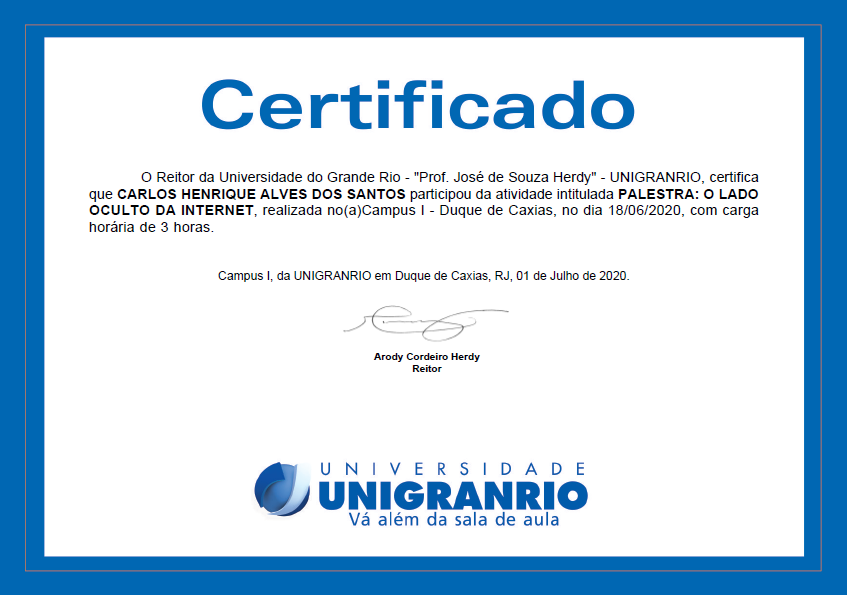 Certificado
O Reitor da Universidade do Grande Rio - "Prof. José de Souza Herdy" - UNIGRANRIO, certifica
que CARLOS HENRIQUE ALVES DOS SANTOS participou da atividade intitulada PALESTRA: O LADO
OCULTO DA INTERNET, realizada no(a)Campus I - Duque de Caxias, no dia 18/06/2020, com carga
horária de 3 horas.
Campus I, da UNIGRANRIO em Duque de Caxias, RJ, 01 de Julho de 2020.
Arody Cordeiro Herdy
Reitor
UNIVERSIDADE
UNIGRANRIO
Vá além da sala de aula